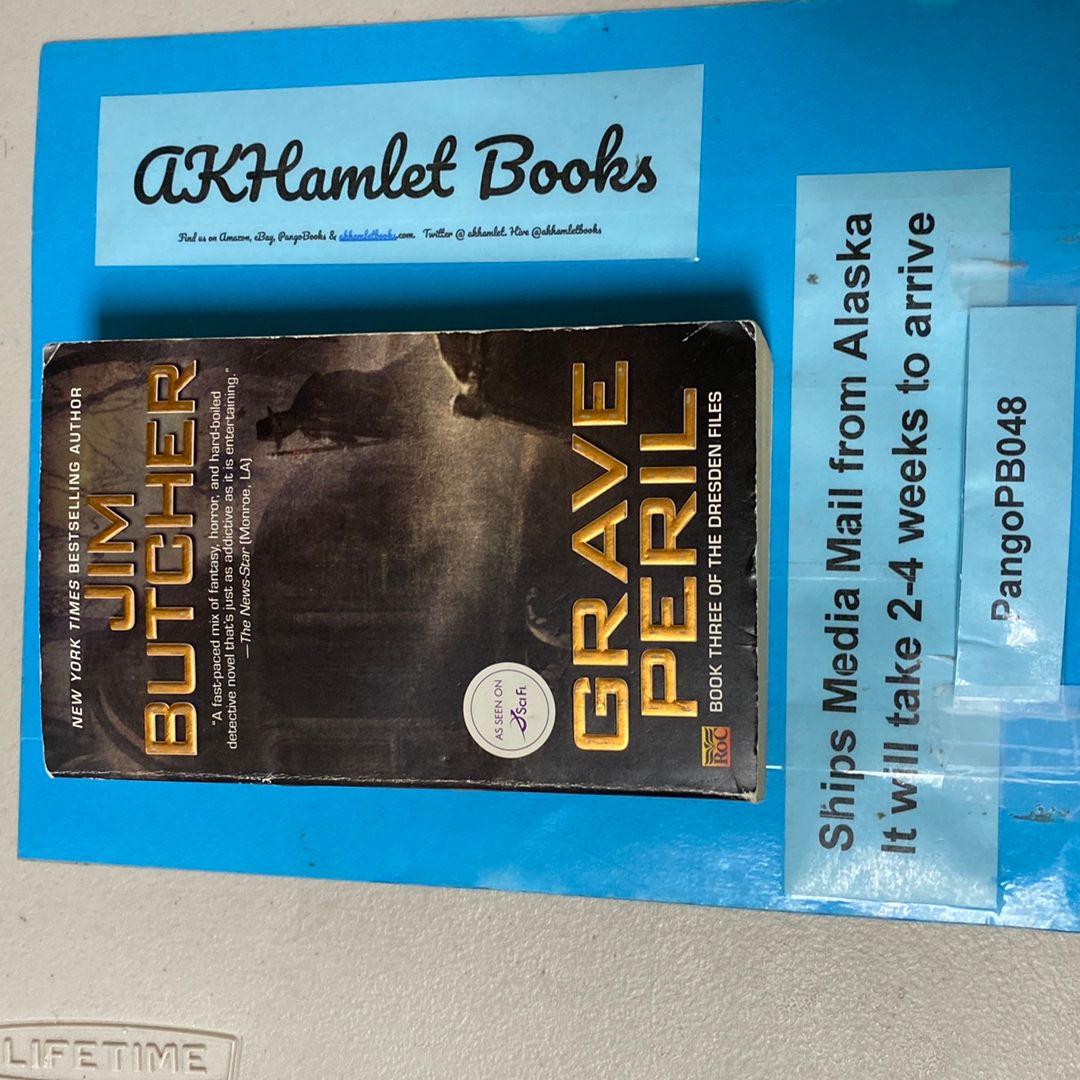 AKHamlet Books
Find us on Amazon, eBay, PangoBooks & akhamletbooks.com. Twitter @ akhamlet. Hive @akhamletbooks
NEW YORK TIMES BESTSELLING AUTHOR
JIM
BUTCHER
"A fast-paced mix of fantasy, horror, and hard-boiled
detective novel that's just as addictive as it is entertaining."
—The News-Star (Monroe, LA)
AS SEEN ON
SCI FI
GRAVE
PERIL
BOOK THREE OF THE DRESDEN FILES
ROC
Ships Media Mail from Alaska
It will take 2-4 weeks to arrive
PangoPB048
LIFETIME